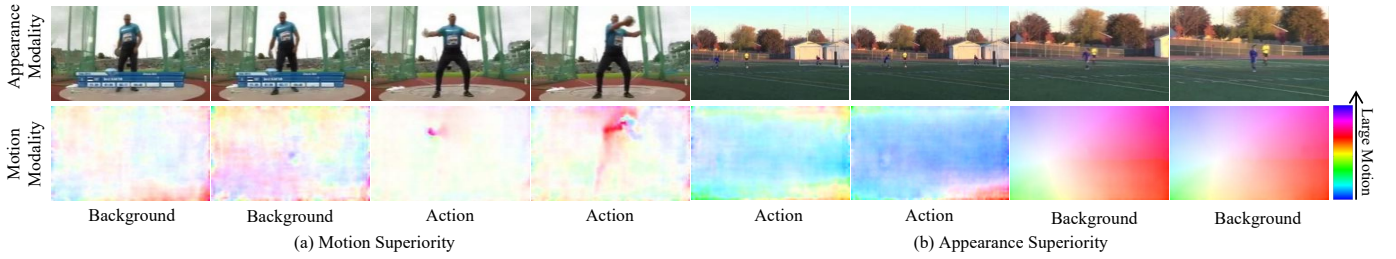 Appearance
Modality
Motion
Modality
Large Motion
Background
Background
Action
Action
Action
Action
Background
Background
(a) Motion Superiority
(b) Appearance Superiority